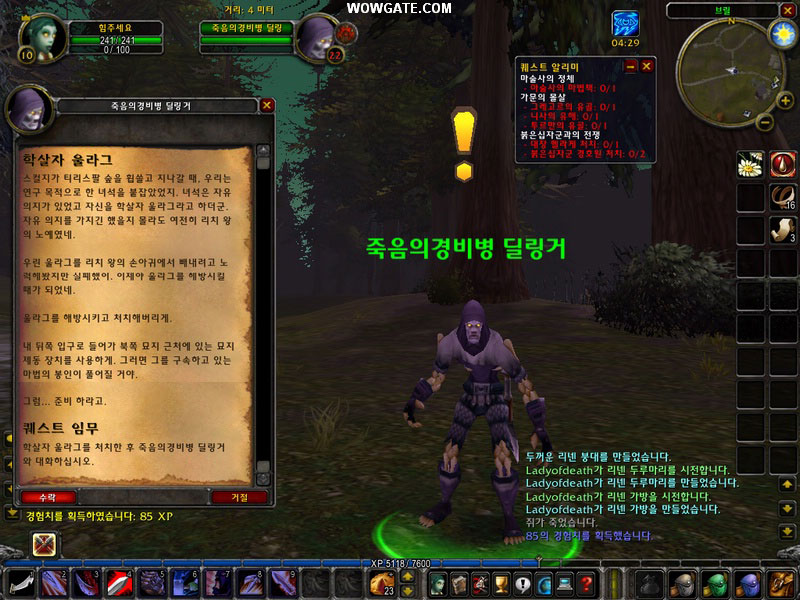 WOWGATE.COM
거리: 4 미터
힘주세요
241/241
0/100
10
죽음의경비병 딜링
22
04:29
브릴
N
퀘스트 알리미
마술사의 정체
- 마술사의 마법책: 0/1
가문의 몰살
- 그레고르의 유골: 0/1
- 니사의 유해: 0/1
- 투르만의 유골: 0/1
붉은십자군과의 전쟁
- 대장 멜라게 처치: 0/1
- 붉은십자군 경호원 처치: 0/2
죽음의경비병 딜링거
학살자 울라그
스컬지가 티리스팔 숲을 휩쓸고 지나갈 때, 우리는
연구 목적으로 한 녀석을 붙잡았었지. 녀석은 자유
의지가 있었고 자신을 학살자 울라그라고 하더군.
자유 의지를 가지긴 했을지 몰라도 여전히 리치 왕
의 노예였네.
우린 울라그를 리치 왕의 손아귀에서 빼내려고 노
력해봤지만 실패했어. 이제야 울라그를 해방시킬
때가 되었네.
울라그를 해방시키고 처치해버리게.
내 뒤쪽 입구로 들어가 북쪽 묘지 근처에 있는 묘지
제동 장치를 사용하게. 그러면 그를 구속하고 있는
마법의 봉인이 풀어질 거야.
그럼... 준비 하라고.
퀘스트 임무
학살자 울라그를 처치한 후 죽음의경비병 딜링거
와 대화하십시오.
수락
거절
죽음의경비병 딜링거
16
3
경험치를 획득하였습니다: 85 XP
두꺼운 리넨 붕대를 만들었습니다.
Ladyofdeath가 리넨 두루마리를 시전합니다.
Ladyofdeath가 리넨 두루마리를 만들었습니다.
Ladyofdeath가 리넨 가방을 시전합니다.
Ladyofdeath가 리넨 가방을 만들었습니다.
쥐가 죽었습니다.
85의 경험치를 획득했습니다.
XP 5118/7600
2
3
4
5
6
7
8
9
23